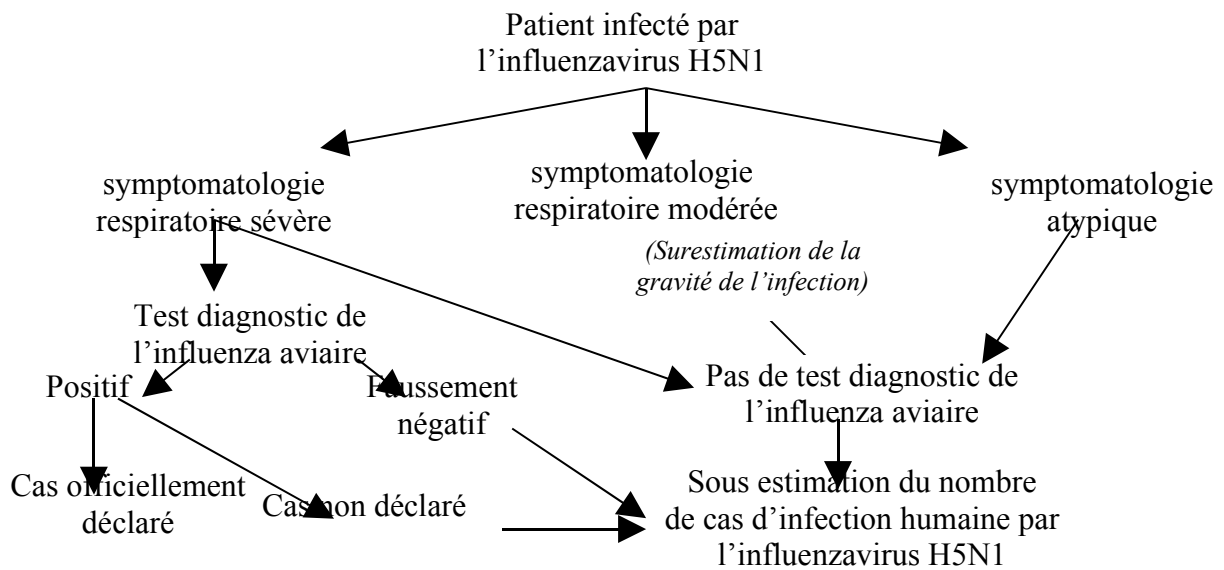 Patient infecté par
l'influenzavirus H5N1
symptomatologie
respiratoire sévère
symptomatologie
respiratoire modérée
symptomatologie
atypique
(Surestimation de la
gravité de l'infection)
Test diagnostic de
l'influenza aviaire
Positif
Faussement
négatif
Pas de test diagnostic de
l'influenza aviaire
Cas officiellement
déclaré
Cas non déclaré
Sous estimation du nombre
de cas d'infection humaine par
l'influenzavirus H5N1